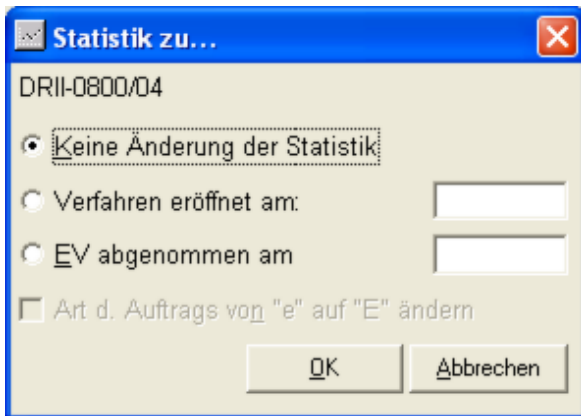 Statistik zu...
DRII-0800/04
Keine Änderung der Statistik
Verfahren eröffnet am:
EV abgenommen am
Art d. Auftrags von "e" auf "E" ändern
OK Abbrechen